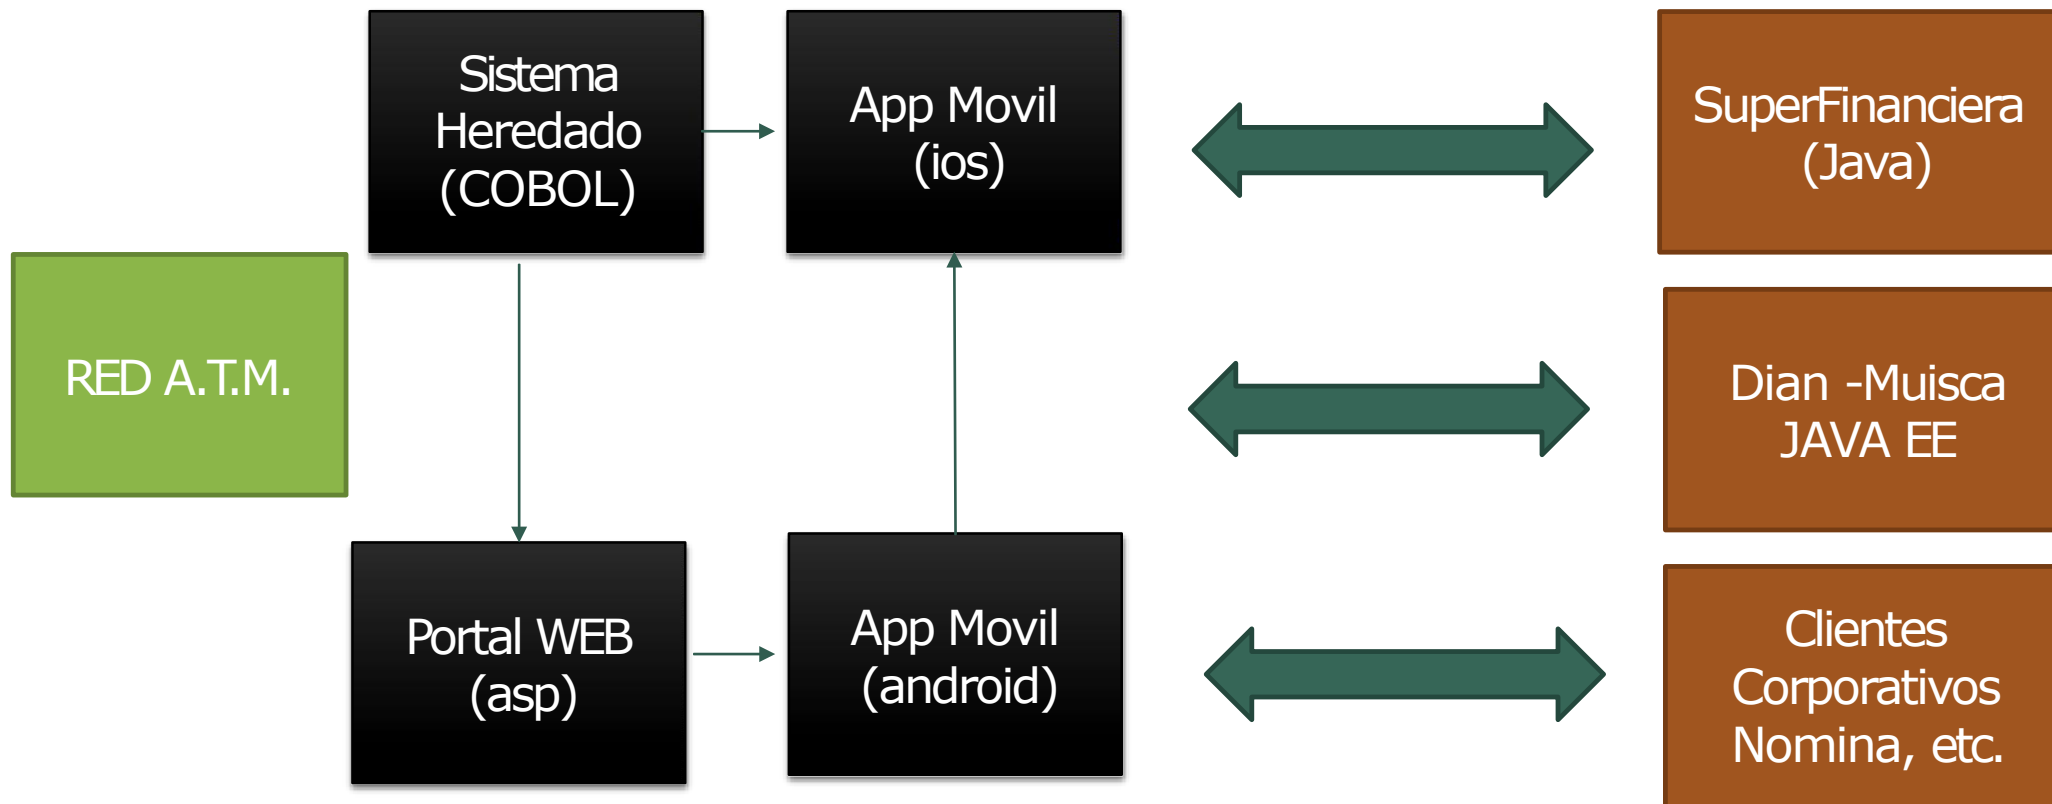 Sistema
Heredado
(COBOL)
App Movil
(ios)
SuperFinanciera
(Java)
RED A.T.M.
Dian -Muisca
JAVA EE
Portal WEB
(asp)
App Movil
(android)
Clientes
Corporativos
Nomina, etc.